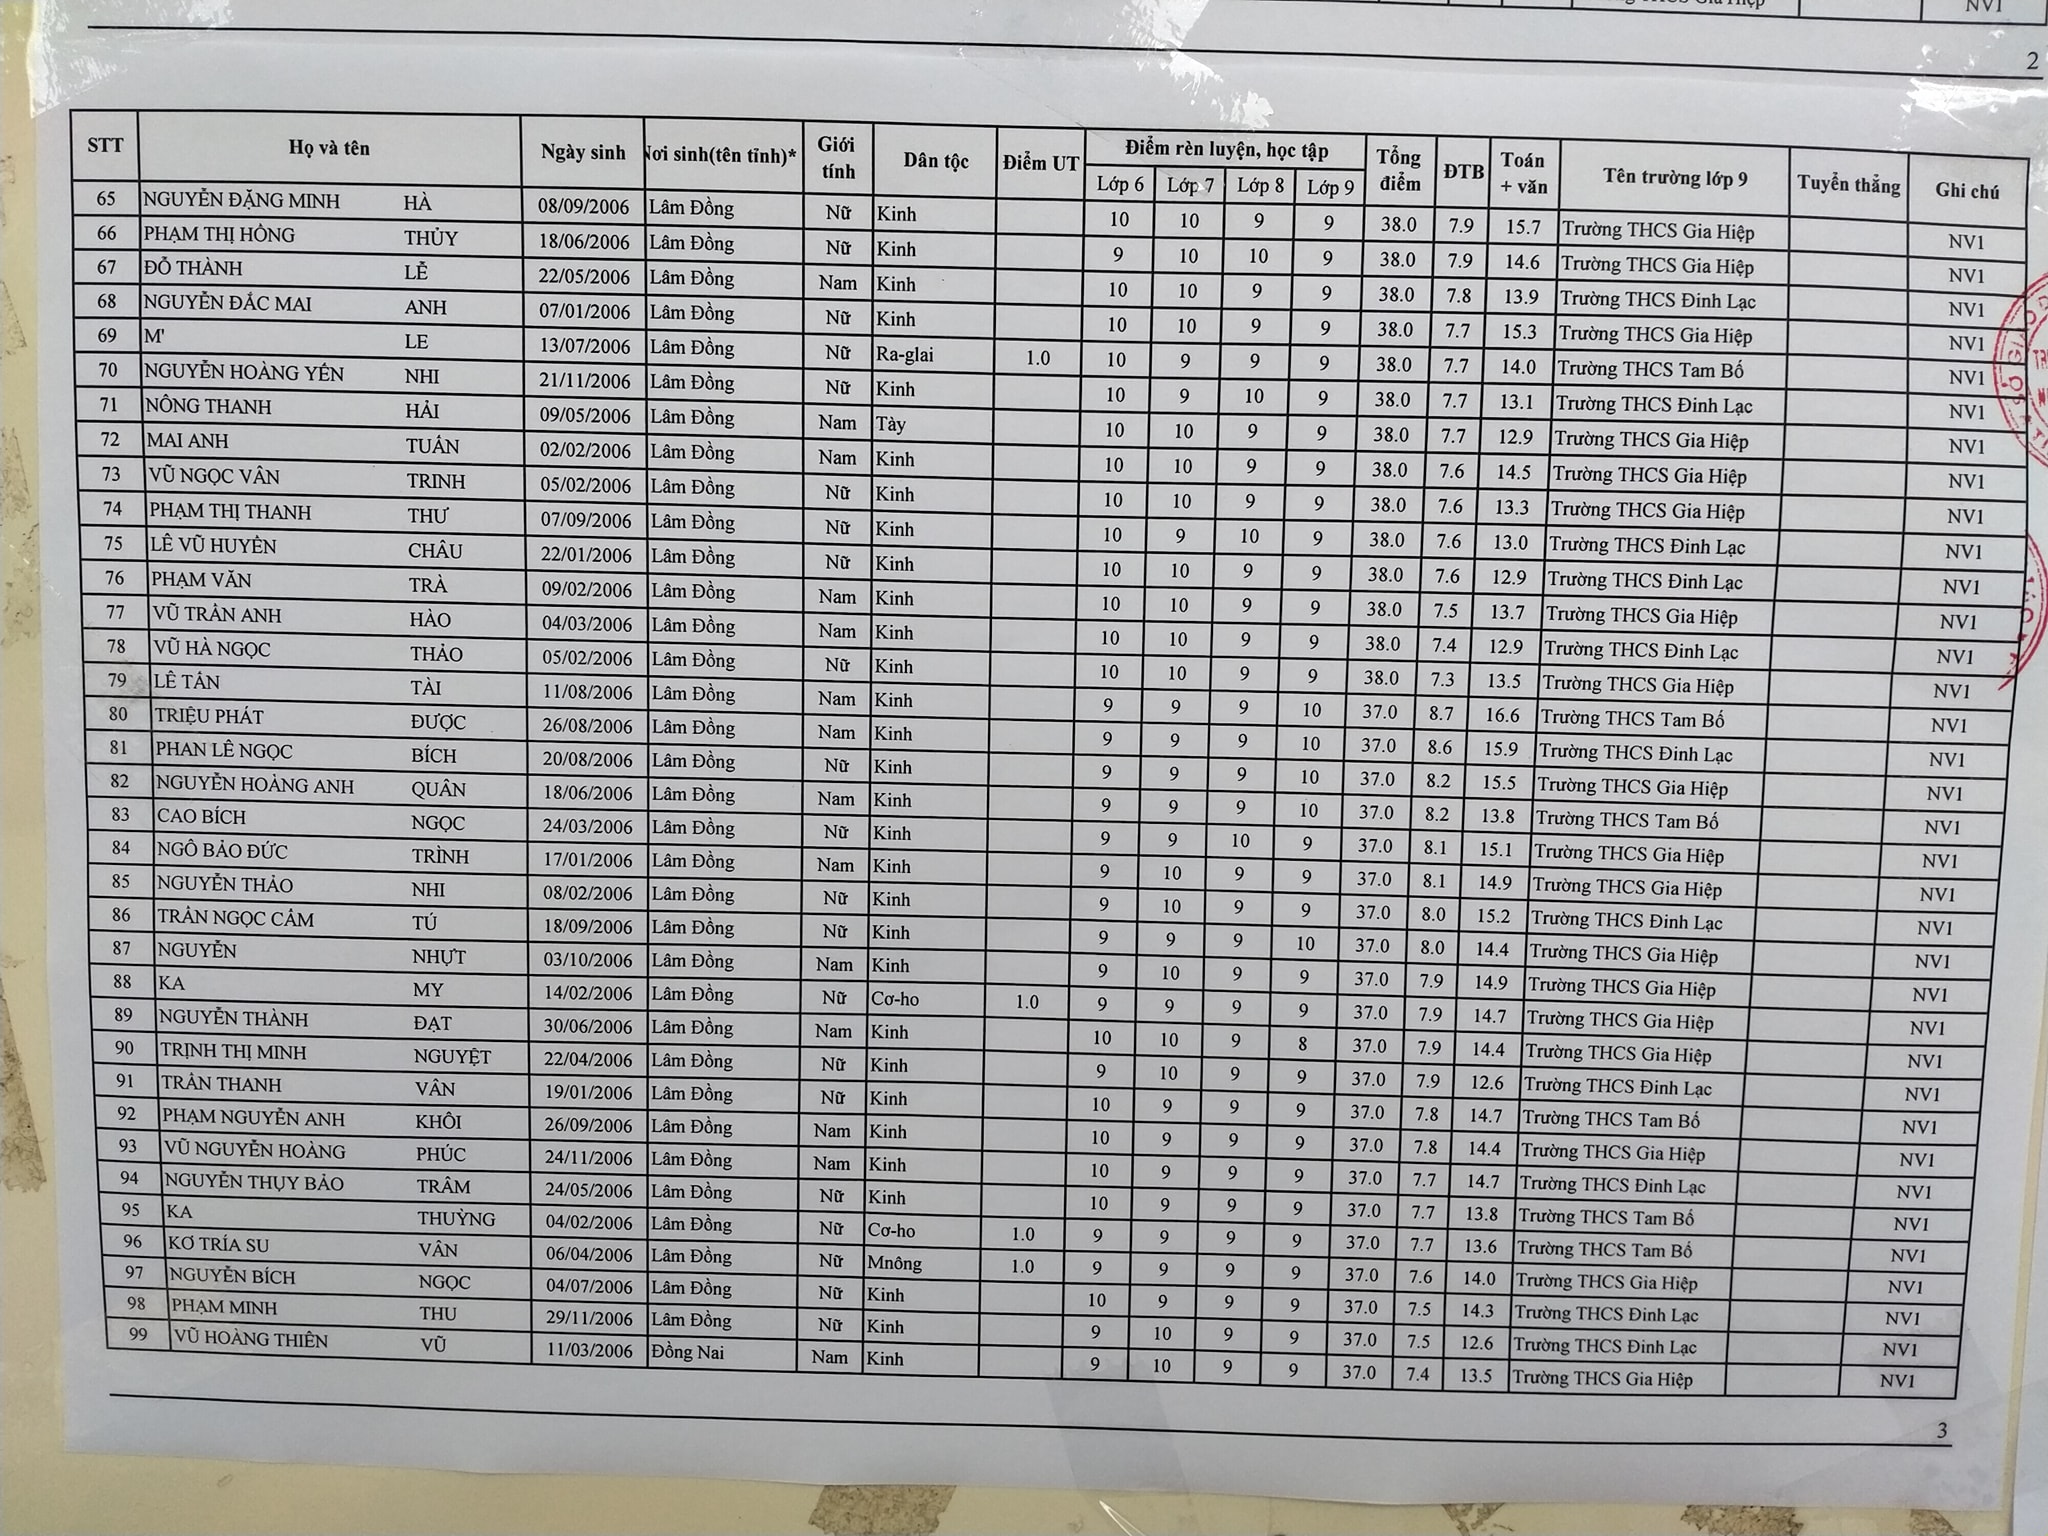 NV1
2
STT Họ và tên Ngày sinh Nơi sinh(tên tỉnh)* Giới tính Dân tộc Điểm UT Điểm rèn luyện, học tập Tổng điểm ĐTB Toán + văn Tên trường lớp 9 Tuyển thẳng Ghi chú
Lớp 6 Lớp 7 Lớp 8 Lớp 9
65 NGUYỄN ĐẶNG MINH HÀ 08/09/2006 Lâm Đồng Nữ Kinh 10 10 9 9 38.0 7.9 15.7 Trường THCS Gia Hiệp NV1
66 PHẠM THỊ HỒNG THỦY 18/06/2006 Lâm Đồng Nữ Kinh 9 10 10 9 38.0 7.9 14.6 Trường THCS Gia Hiệp NV1
67 ĐỖ THÀNH LỄ 22/05/2006 Lâm Đồng Nam Kinh 10 10 9 9 38.0 7.8 13.9 Trường THCS Đinh Lạc NV1
68 NGUYỄN ĐẮC MAI ANH 07/01/2006 Lâm Đồng Nữ Kinh 10 10 9 9 38.0 7.7 15.3 Trường THCS Gia Hiệp NV1
69 M' LE 13/07/2006 Lâm Đồng Nữ Ra-glai 1.0 10 9 9 9 38.0 7.7 14.0 Trường THCS Tam Bố NV1
70 NGUYỄN HOÀNG YẾN NHI 21/11/2006 Lâm Đồng Nữ Kinh 10 9 10 9 38.0 7.7 13.1 Trường THCS Đinh Lạc NV1
71 NÔNG THANH HẢI 09/05/2006 Lâm Đồng Nam Tày 10 10 9 9 38.0 7.7 12.9 Trường THCS Gia Hiệp NV1
72 MAI ANH TUẤN 02/02/2006 Lâm Đồng Nam Kinh 10 10 9 9 38.0 7.6 14.5 Trường THCS Gia Hiệp NV1
73 VŨ NGỌC VÂN TRINH 05/02/2006 Lâm Đồng Nữ Kinh 10 10 9 9 38.0 7.6 13.3 Trường THCS Gia Hiệp NV1
74 PHẠM THỊ THANH THƯ 07/09/2006 Lâm Đồng Nữ Kinh 10 9 10 9 38.0 7.6 13.0 Trường THCS Đinh Lạc NV1
75 LÊ VŨ HUYỀN CHÂU 22/01/2006 Lâm Đồng Nữ Kinh 10 10 9 9 38.0 7.6 12.9 Trường THCS Đinh Lạc NV1
76 PHẠM VĂN TRÀ 09/02/2006 Lâm Đồng Nam Kinh 10 10 9 9 38.0 7.5 13.7 Trường THCS Gia Hiệp NV1
77 VŨ TRẦN ANH HÀO 04/03/2006 Lâm Đồng Nam Kinh 10 10 9 9 38.0 7.4 12.9 Trường THCS Đinh Lạc NV1
78 VŨ HÀ NGỌC THẢO 05/02/2006 Lâm Đồng Nữ Kinh 10 10 9 9 38.0 7.3 13.5 Trường THCS Gia Hiệp NV1
79 LÊ TẤN TÀI 11/08/2006 Lâm Đồng Nam Kinh 9 9 9 10 37.0 8.7 16.6 Trường THCS Tam Bố NV1
80 TRIỆU PHÁT ĐƯỢC 26/08/2006 Lâm Đồng Nam Kinh 9 9 9 10 37.0 8.6 15.9 Trường THCS Đinh Lạc NV1
81 PHAN LÊ NGỌC BÍCH 20/08/2006 Lâm Đồng Nữ Kinh 9 9 9 10 37.0 8.2 15.5 Trường THCS Gia Hiệp NV1
82 NGUYỄN HOÀNG ANH QUÂN 18/06/2006 Lâm Đồng Nam Kinh 9 9 9 10 37.0 8.2 13.8 Trường THCS Tam Bố NV1
83 CAO BÍCH NGỌC 24/03/2006 Lâm Đồng Nữ Kinh 9 9 10 9 37.0 8.1 15.1 Trường THCS Gia Hiệp NV1
84 NGÔ BẢO ĐỨC TRÌNH 17/01/2006 Lâm Đồng Nam Kinh 9 10 9 9 37.0 8.1 14.9 Trường THCS Gia Hiệp NV1
85 NGUYỄN THẢO NHI 08/02/2006 Lâm Đồng Nữ Kinh 9 10 9 9 37.0 8.0 15.2 Trường THCS Đinh Lạc NV1
86 TRẦN NGỌC CẨM TÚ 18/09/2006 Lâm Đồng Nữ Kinh 9 9 9 10 37.0 8.0 14.4 Trường THCS Gia Hiệp NV1
87 NGUYỄN NHỰT 03/10/2006 Lâm Đồng Nam Kinh 9 10 9 9 37.0 7.9 14.9 Trường THCS Gia Hiệp NV1
88 KA MY 14/02/2006 Lâm Đồng Nữ Cơ-ho 1.0 9 9 9 9 37.0 7.9 14.7 Trường THCS Gia Hiệp NV1
89 NGUYỄN THÀNH ĐẠT 30/06/2006 Lâm Đồng Nam Kinh 10 10 9 8 37.0 7.9 14.4 Trường THCS Gia Hiệp NV1
90 TRỊNH THỊ MINH NGUYỆT 22/04/2006 Lâm Đồng Nữ Kinh 9 10 9 9 37.0 7.9 12.6 Trường THCS Đinh Lạc NV1
91 TRẦN THANH VÂN 19/01/2006 Lâm Đồng Nữ Kinh 10 9 9 9 37.0 7.8 14.7 Trường THCS Tam Bố NV1
92 PHẠM NGUYỄN ANH KHÔI 26/09/2006 Lâm Đồng Nam Kinh 10 9 9 9 37.0 7.8 14.4 Trường THCS Gia Hiệp NV1
93 VŨ NGUYỄN HOÀNG PHÚC 24/11/2006 Lâm Đồng Nam Kinh 10 9 9 9 37.0 7.7 14.7 Trường THCS Đinh Lạc NV1
94 NGUYỄN THỤY BẢO TRÂM 24/05/2006 Lâm Đồng Nữ Kinh 10 9 9 9 37.0 7.7 13.8 Trường THCS Tam Bố NV1
95 KA THUỲNG 04/02/2006 Lâm Đồng Nữ Cơ-ho 1.0 9 9 9 9 37.0 7.7 13.6 Trường THCS Tam Bố NV1
96 KƠ TRÍA SU VÂN 06/04/2006 Lâm Đồng Nữ Mnông 1.0 9 9 9 9 37.0 7.6 14.0 Trường THCS Gia Hiệp NV1
97 NGUYỄN BÍCH NGỌC 04/07/2006 Lâm Đồng Nữ Kinh 10 9 9 9 37.0 7.5 14.3 Trường THCS Đinh Lạc NV1
98 PHẠM MINH THU 29/11/2006 Lâm Đồng Nữ Kinh 9 10 9 9 37.0 7.5 12.6 Trường THCS Đinh Lạc NV1
99 VŨ HOÀNG THIÊN VŨ 11/03/2006 Đồng Nai Nam Kinh 9 10 9 9 37.0 7.4 13.5 Trường THCS Gia Hiệp NV1
3